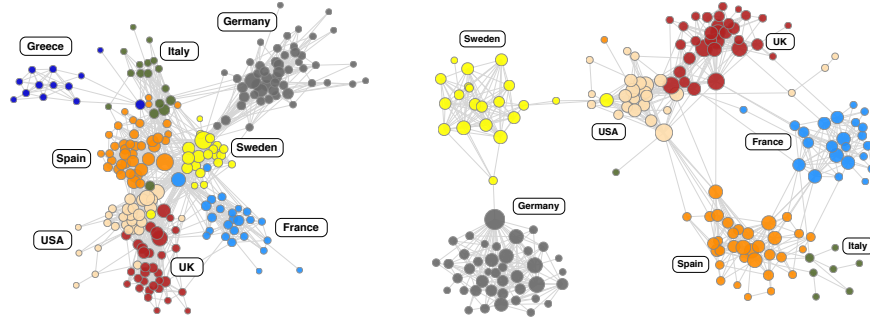 Greece
Italy
Germany
Spain
Sweden
USA
France
UK
Sweden
UK
USA
France
Germany
Spain
Italy